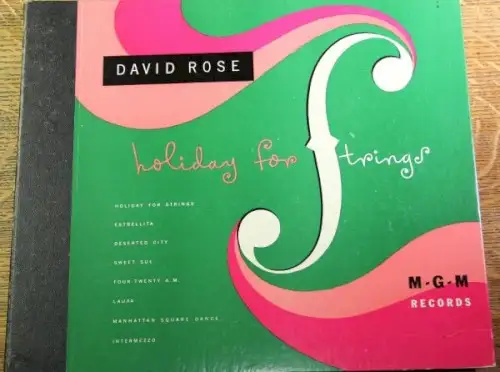 DAVID ROSE
holiday for Strings
HOLIDAY FOR STRINGS
ESTRELLITA
DESERTED CITY
SWEET SUE
FOUR-TWENTY A.M.
LAURA
MANHATTAN SQUARE DANCE
INTERMEZZO
M-G-M
RECORDS